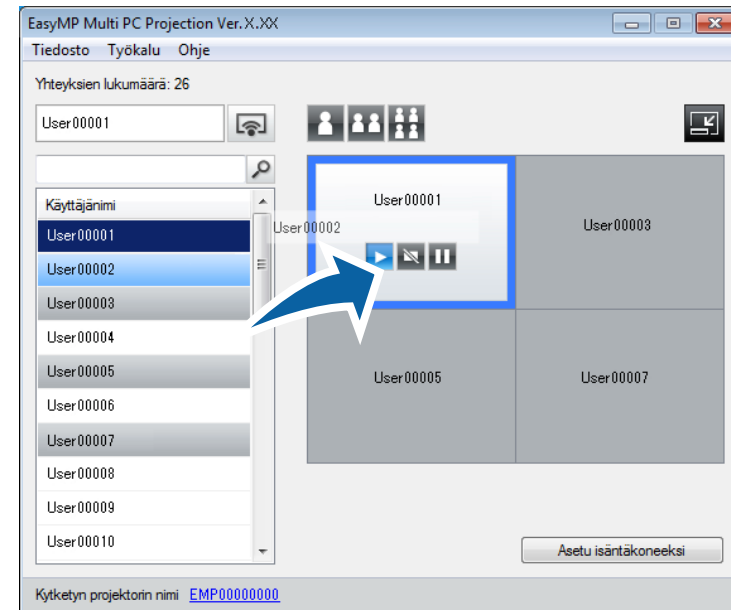 EasyMP Multi PC Projection Ver.X.XX
Tiedosto Työkalu Ohje
Yhteyksien lukumäärä: 26
User00001
Käyttäjänimi
User00001
User00002
User00003
User00004
User00005
User00006
User00007
User00008
User00009
User00010
User00002
User00001
User00003
User00005
User00007
Asetu isäntäkoneeksi
Kytketyn projektorin nimi EMP00000000